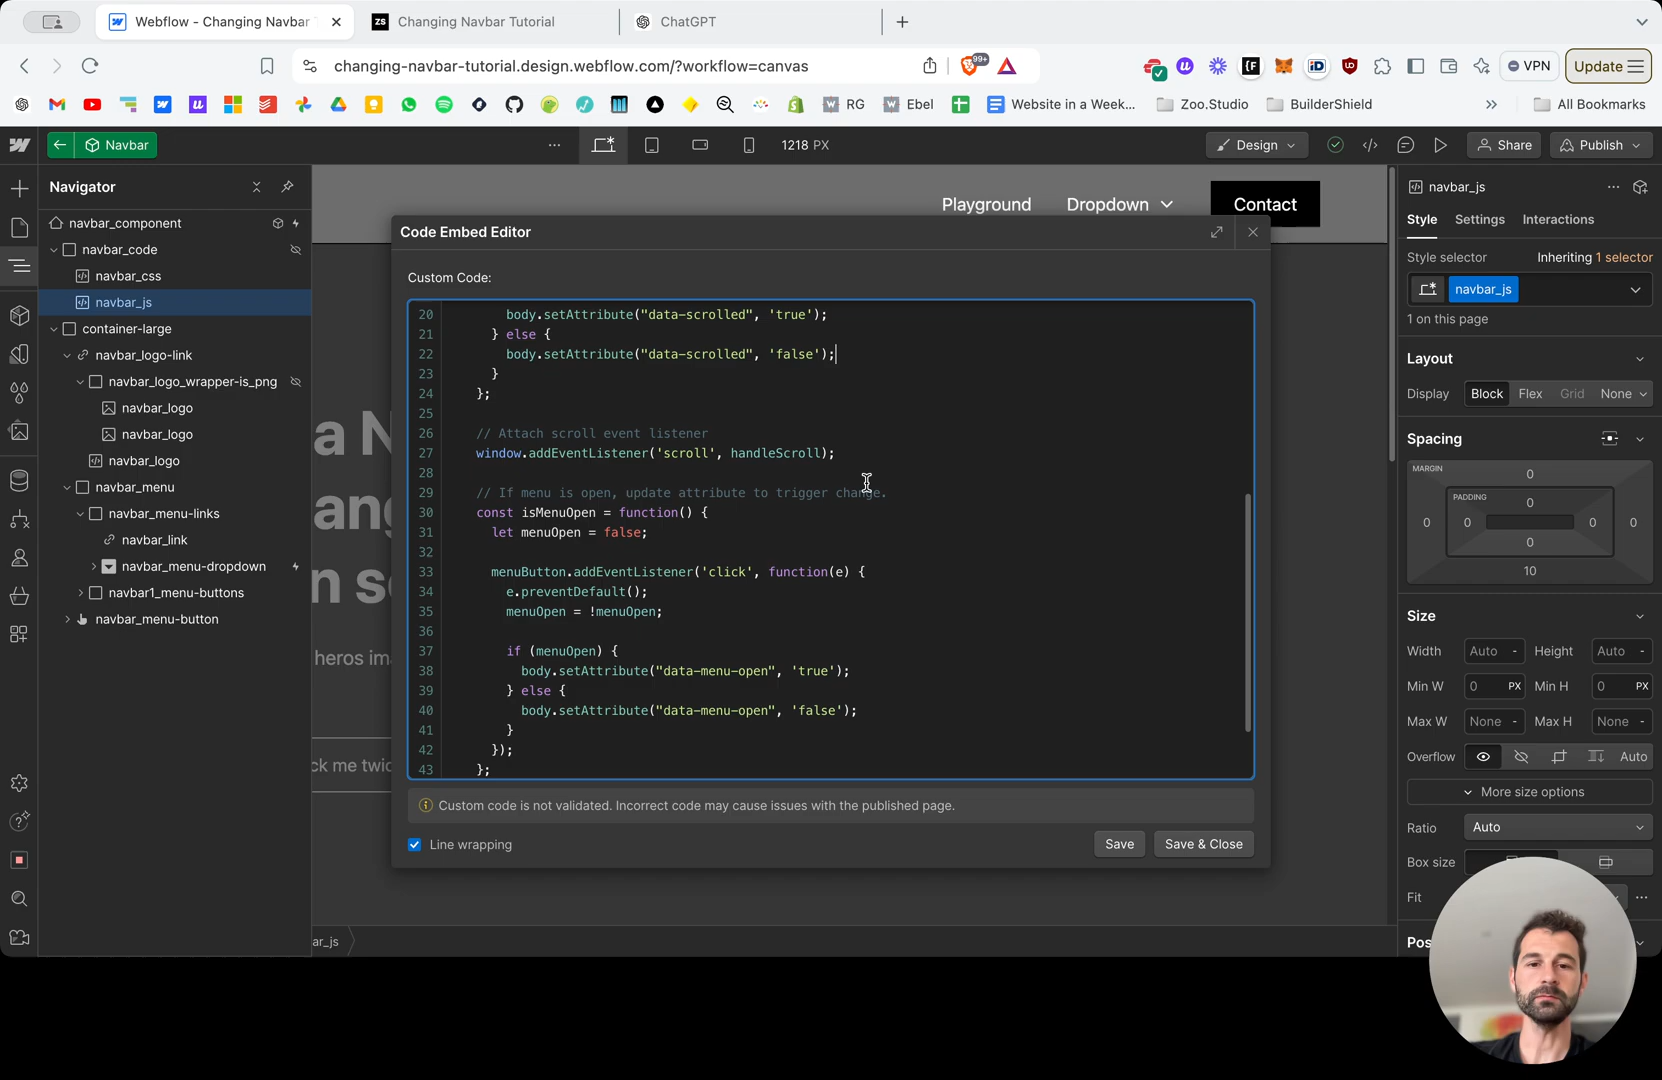 Webflow - Changing Navbar T
Changing Navbar Tutorial
ChatGPT
changing-navbar-tutorial.design.webflow.com/?workflow=canvas
99+
VPN
Update
RG
Ebel
Website in a Week...
Zoo.Studio
BuilderShield
All Bookmarks
Navbar
1218 PX
Design
Share
Publish
Navigator
navbar_component
navbar_code
navbar_css
navbar_js
container-large
navbar_logo-link
navbar_logo_wrapper-is_png
navbar_logo
navbar_logo
navbar_logo
navbar_menu
navbar_menu-links
navbar_link
navbar_menu-dropdown
navbar1_menu-buttons
navbar_menu-button
Playground
Dropdown
Contact
a N
ang
n so
heros ima
ck me twic
ar_js
Code Embed Editor
Custom Code:
20 body.setAttribute("data-scrolled", 'true');
21 } else {
22 body.setAttribute("data-scrolled", 'false');
23 }
24 };
25
26 // Attach scroll event listener
27 window.addEventListener('scroll', handleScroll);
28
29 // If menu is open, update attribute to trigger change.
30 const isMenuOpen = function() {
31 let menuOpen = false;
32
33 menuButton.addEventListener('click', function(e) {
34 e.preventDefault();
35 menuOpen = !menuOpen;
36
37 if (menuOpen) {
38 body.setAttribute("data-menu-open", 'true');
39 } else {
40 body.setAttribute("data-menu-open", 'false');
41 }
42 });
43 };
Custom code is not validated. Incorrect code may cause issues with the published page.
Line wrapping
Save
Save & Close
navbar_js
Style
Settings
Interactions
Style selector
Inheriting 1 selector
navbar_js
1 on this page
Layout
Display
Block
Flex
Grid
None
Spacing
MARGIN
0
PADDING
0
0
0
0
0
0
10
Size
Width
Auto -
Height
Auto -
Min W
0 PX
Min H
0 PX
Max W
None -
Max H
None -
Overflow
Auto
More size options
Ratio
Auto
Box size
Fit
Pos